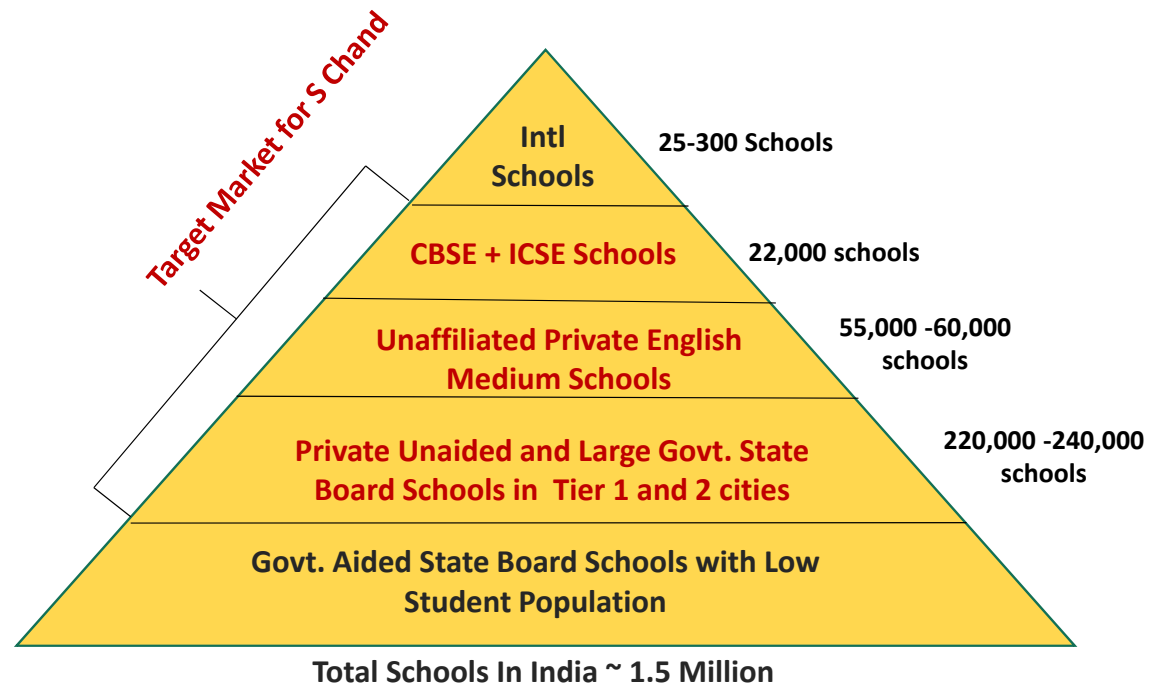 Target Market for S Chand
Intl
Schools
25-300 Schools
CBSE + ICSE Schools
22,000 schools
Unaffiliated Private English
Medium Schools
55,000 -60,000
schools
Private Unaided and Large Govt. State
Board Schools in Tier 1 and 2 cities
220,000 -240,000
schools
Govt. Aided State Board Schools with Low
Student Population
Total Schools In India ~ 1.5 Million